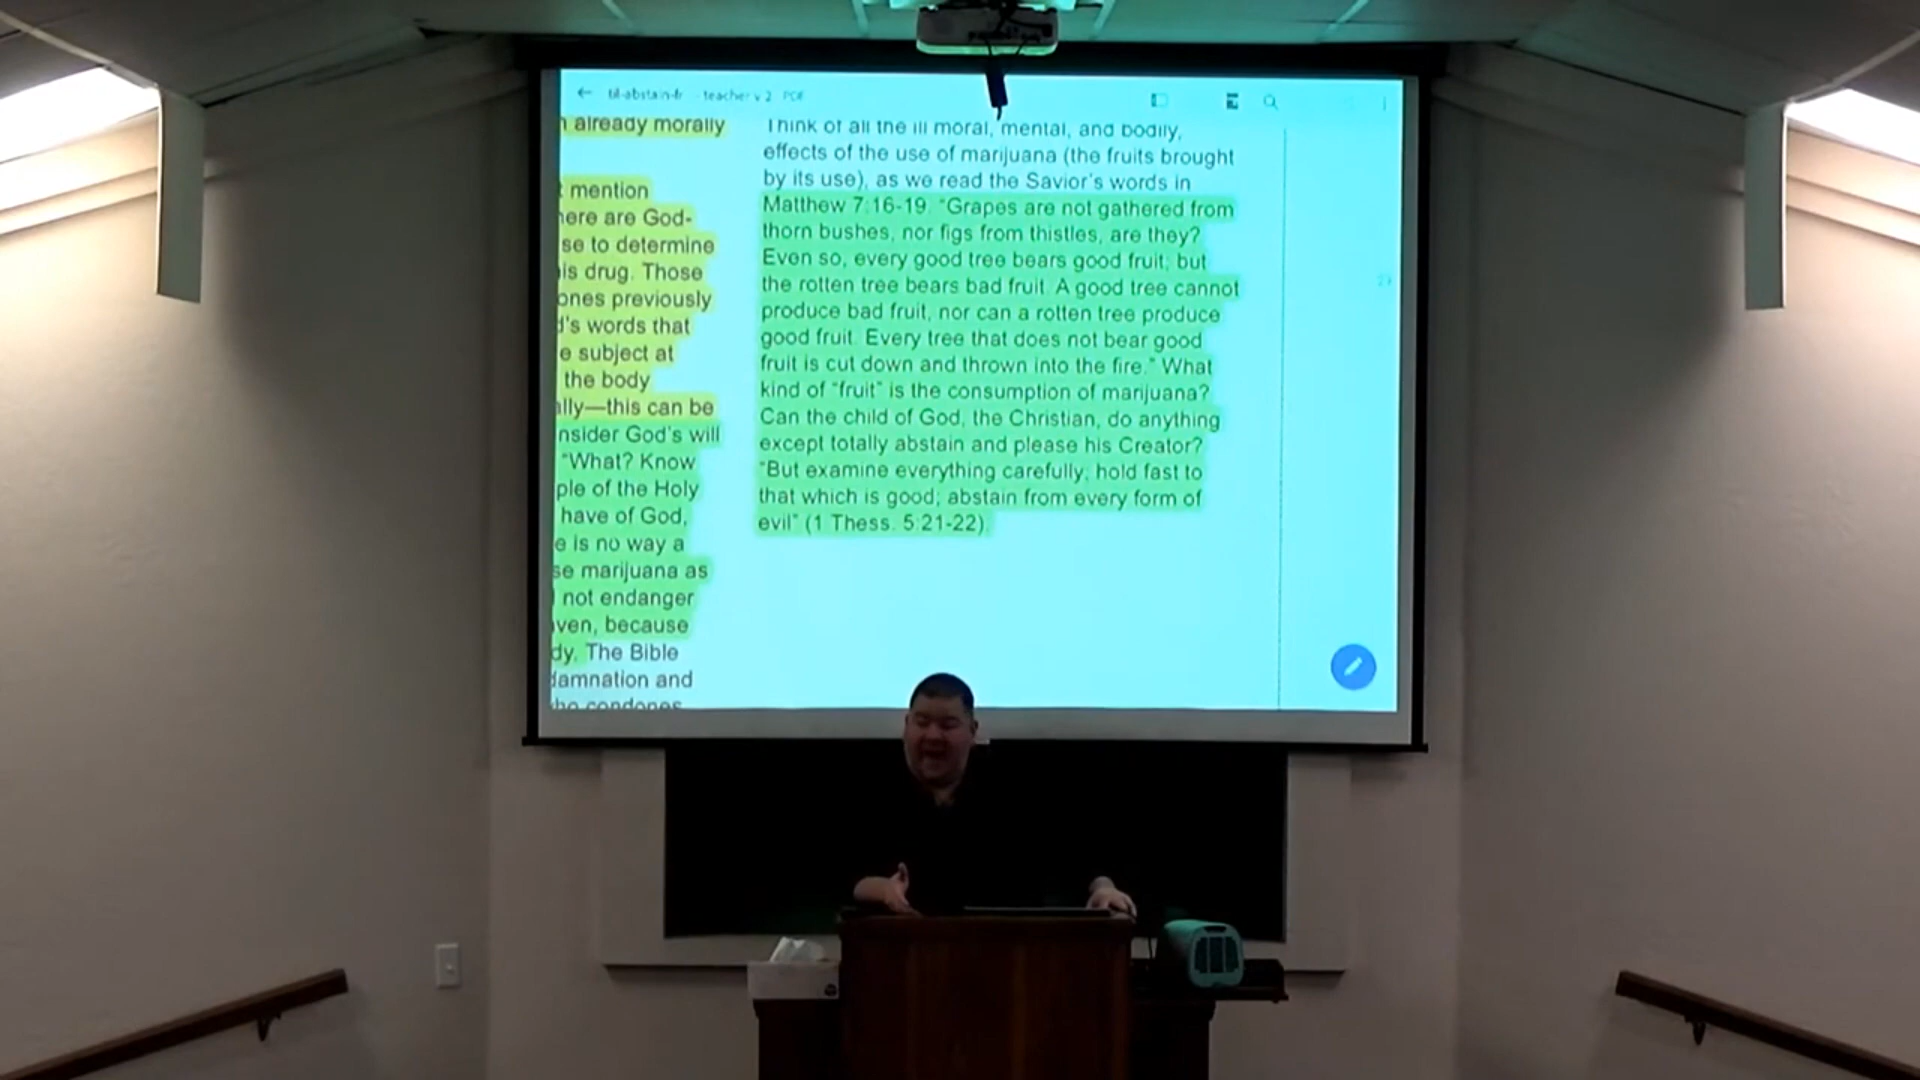 teacher v 2 PDF
already morally
mention
ere are God-
se to determine
is drug. Those
ones previously
d's words that
e subject at
the body
lly—this can be
nsider God's will
"What? Know
ple of the Holy
have of God,
e is no way a
se marijuana as
not endanger
ven, because
dy. The Bible
damnation and
condones
Think of all the ill moral, mental, and bodily,
effects of the use of marijuana (the fruits brought
by its use), as we read the Savior's words in
Matthew 7:16-19. "Grapes are not gathered from
thorn bushes, nor figs from thistles, are they?
Even so, every good tree bears good fruit; but
the rotten tree bears bad fruit. A good tree cannot
produce bad fruit, nor can a rotten tree produce
good fruit. Every tree that does not bear good
fruit is cut down and thrown into the fire." What
kind of "fruit" is the consumption of marijuana?
Can the child of God, the Christian, do anything
except totally abstain and please his Creator?
"But examine everything carefully; hold fast to
that which is good; abstain from every form of
evil" (1 Thess. 5:21-22).